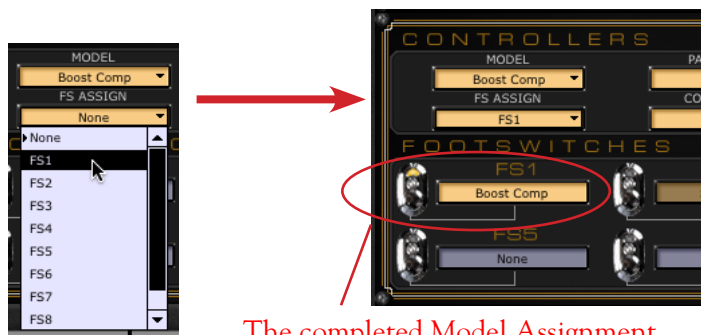 MODEL
Boost Comp
FS ASSIGN
None
None
FS1
FS2
FS3
FS4
FS5
FS6
FS7
FS8
CONTROLLERS
MODEL
Boost Comp
FS ASSIGN
FS1
FOOTSWITCHES
FS1
Boost Comp
FS5
None
The completed Model Assignment